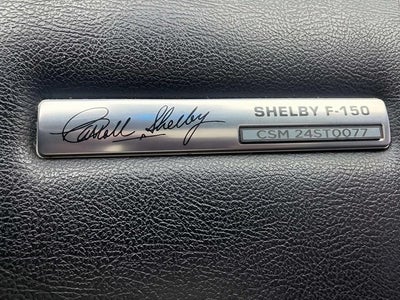 Carroll Shelby
SHELBY F-150
CSM 24ST0077